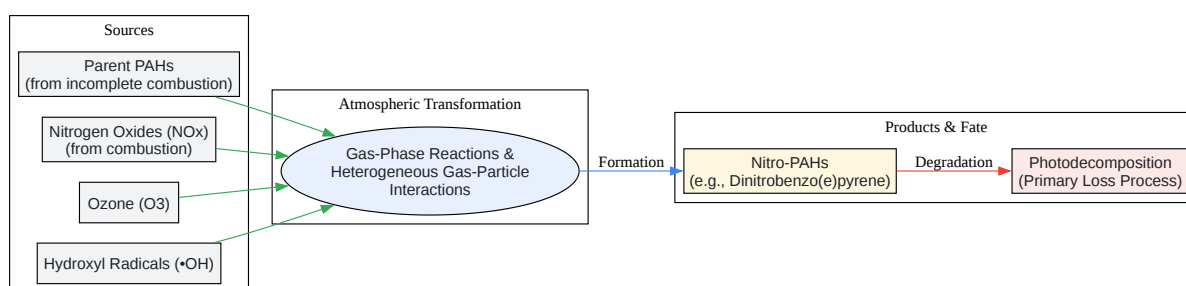 Sources
Parent PAHs
(from incomplete combustion)
Nitrogen Oxides (NOx)
(from combustion)
Ozone (O3)
Hydroxyl Radicals (•OH)
Atmospheric Transformation
Gas-Phase Reactions &
Heterogeneous Gas-Particle
Interactions
Formation
Products & Fate
Nitro-PAHs
(e.g., Dinitrobenzo(e)pyrene)
Degradation
Photodecomposition
(Primary Loss Process)